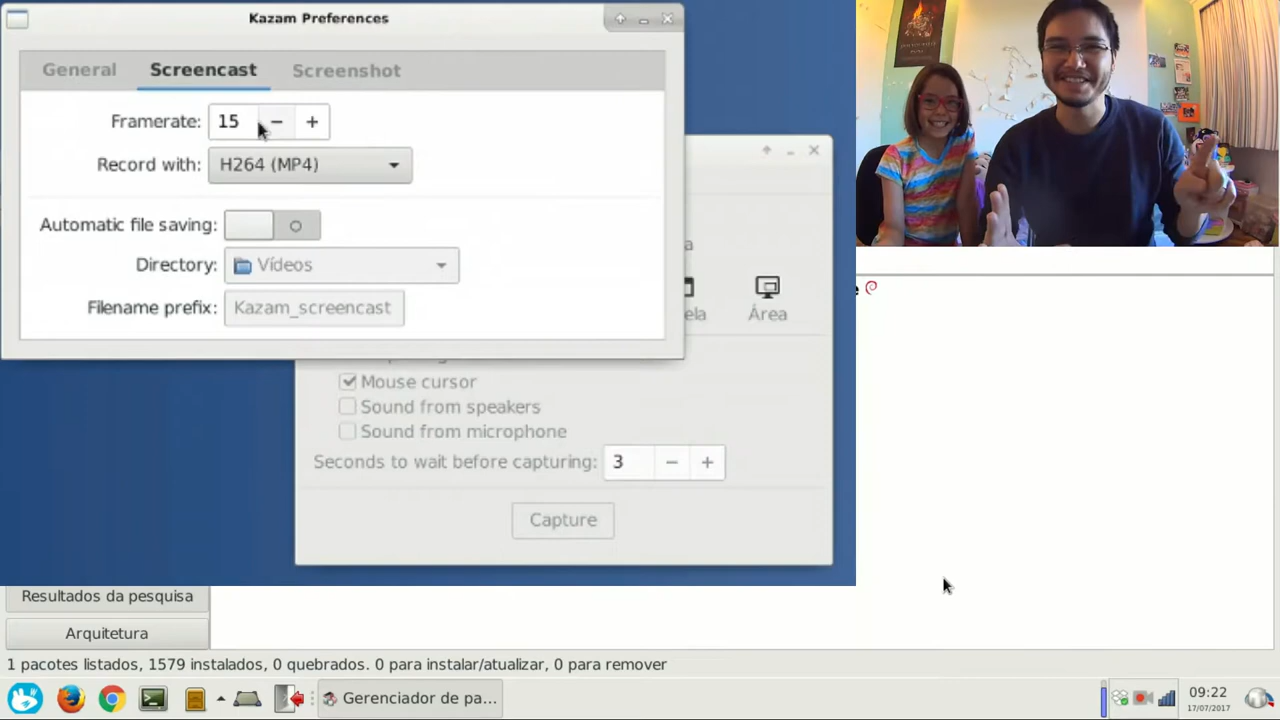 Kazam Preferences
General Screencast Screenshot
Framerate: 15 − +
Record with: H264 (MP4)
Automatic file saving:
Directory: Vídeos
Filename prefix: Kazam_screencast
a
ela Área
Mouse cursor
Sound from speakers
Sound from microphone
Seconds to wait before capturing: 3 − +
Capture
e
Resultados da pesquisa
Arquitetura
1 pacotes listados, 1579 instalados, 0 quebrados. 0 para instalar/atualizar, 0 para remover
Gerenciador de pa...
09:22
17/07/2017